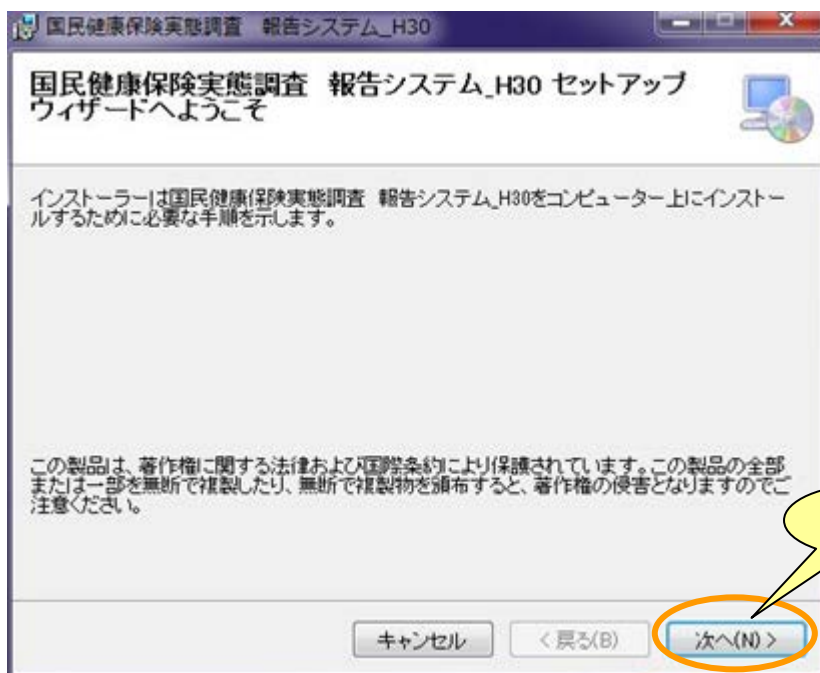 国民健康保険実態調査　報告システム_H30
国民健康保険実態調査　報告システム_H30 セットアップ
ウィザードへようこそ
インストーラーは国民健康保険実態調査　報告システム_H30をコンピューター上にインストー
ルするために必要な手順を示します。
この製品は、著作権に関する法律および国際条約により保護されています。この製品の全部
または一部を無断で複製したり、無断で複製物を頒布すると、著作権の侵害となりますのでご
注意ください。
キャンセル
< 戻る(B)
次へ(N) >